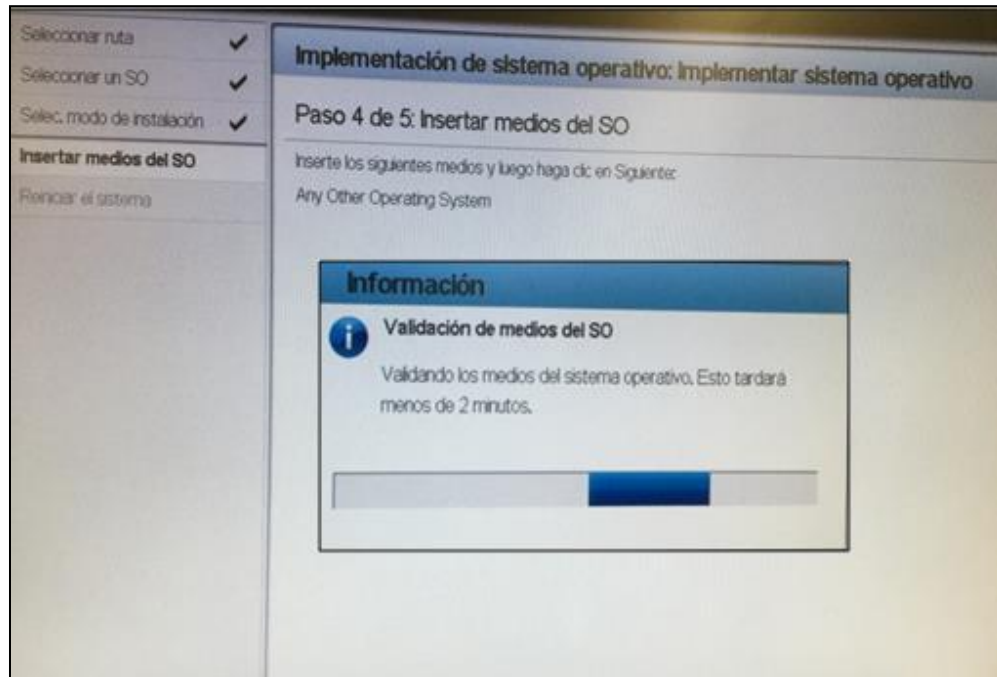 Seleccionar ruta
Seleccionar un SO
Selec. modo de instalación
Insertar medios del SO
Reiniciar el sistema
Implementación de sistema operativo: Implementar sistema operativo
Paso 4 de 5: Insertar medios del SO
Inserte los siguientes medios y luego haga clic en Siguiente:
Any Other Operating System
Información
Validación de medios del SO
Validando los medios del sistema operativo. Esto tardará
menos de 2 minutos.